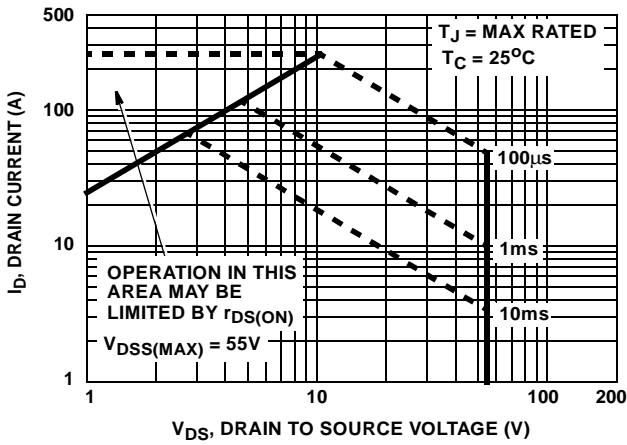 500
100
10
1
I_D, DRAIN CURRENT (A)
T_J = MAX RATED
T_C = 25°C
100µs
1ms
10ms
OPERATION IN THIS
AREA MAY BE
LIMITED BY r_DS(ON)
V_DSS(MAX) = 55V
1
10
100
200
V_DS, DRAIN TO SOURCE VOLTAGE (V)